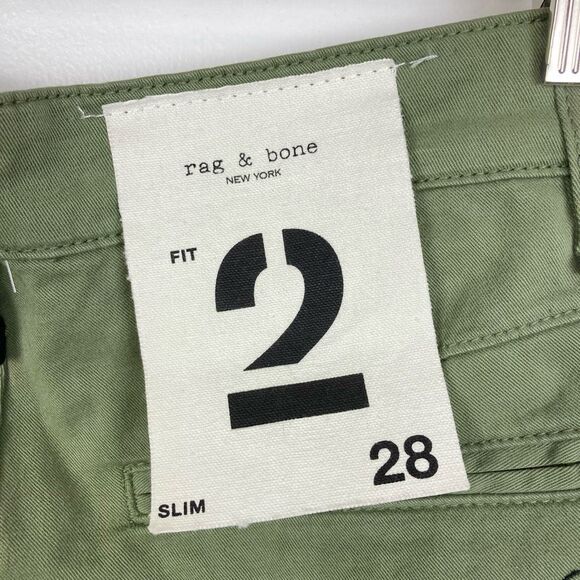 rag & bone
NEW YORK
FIT
2
28
SLIM